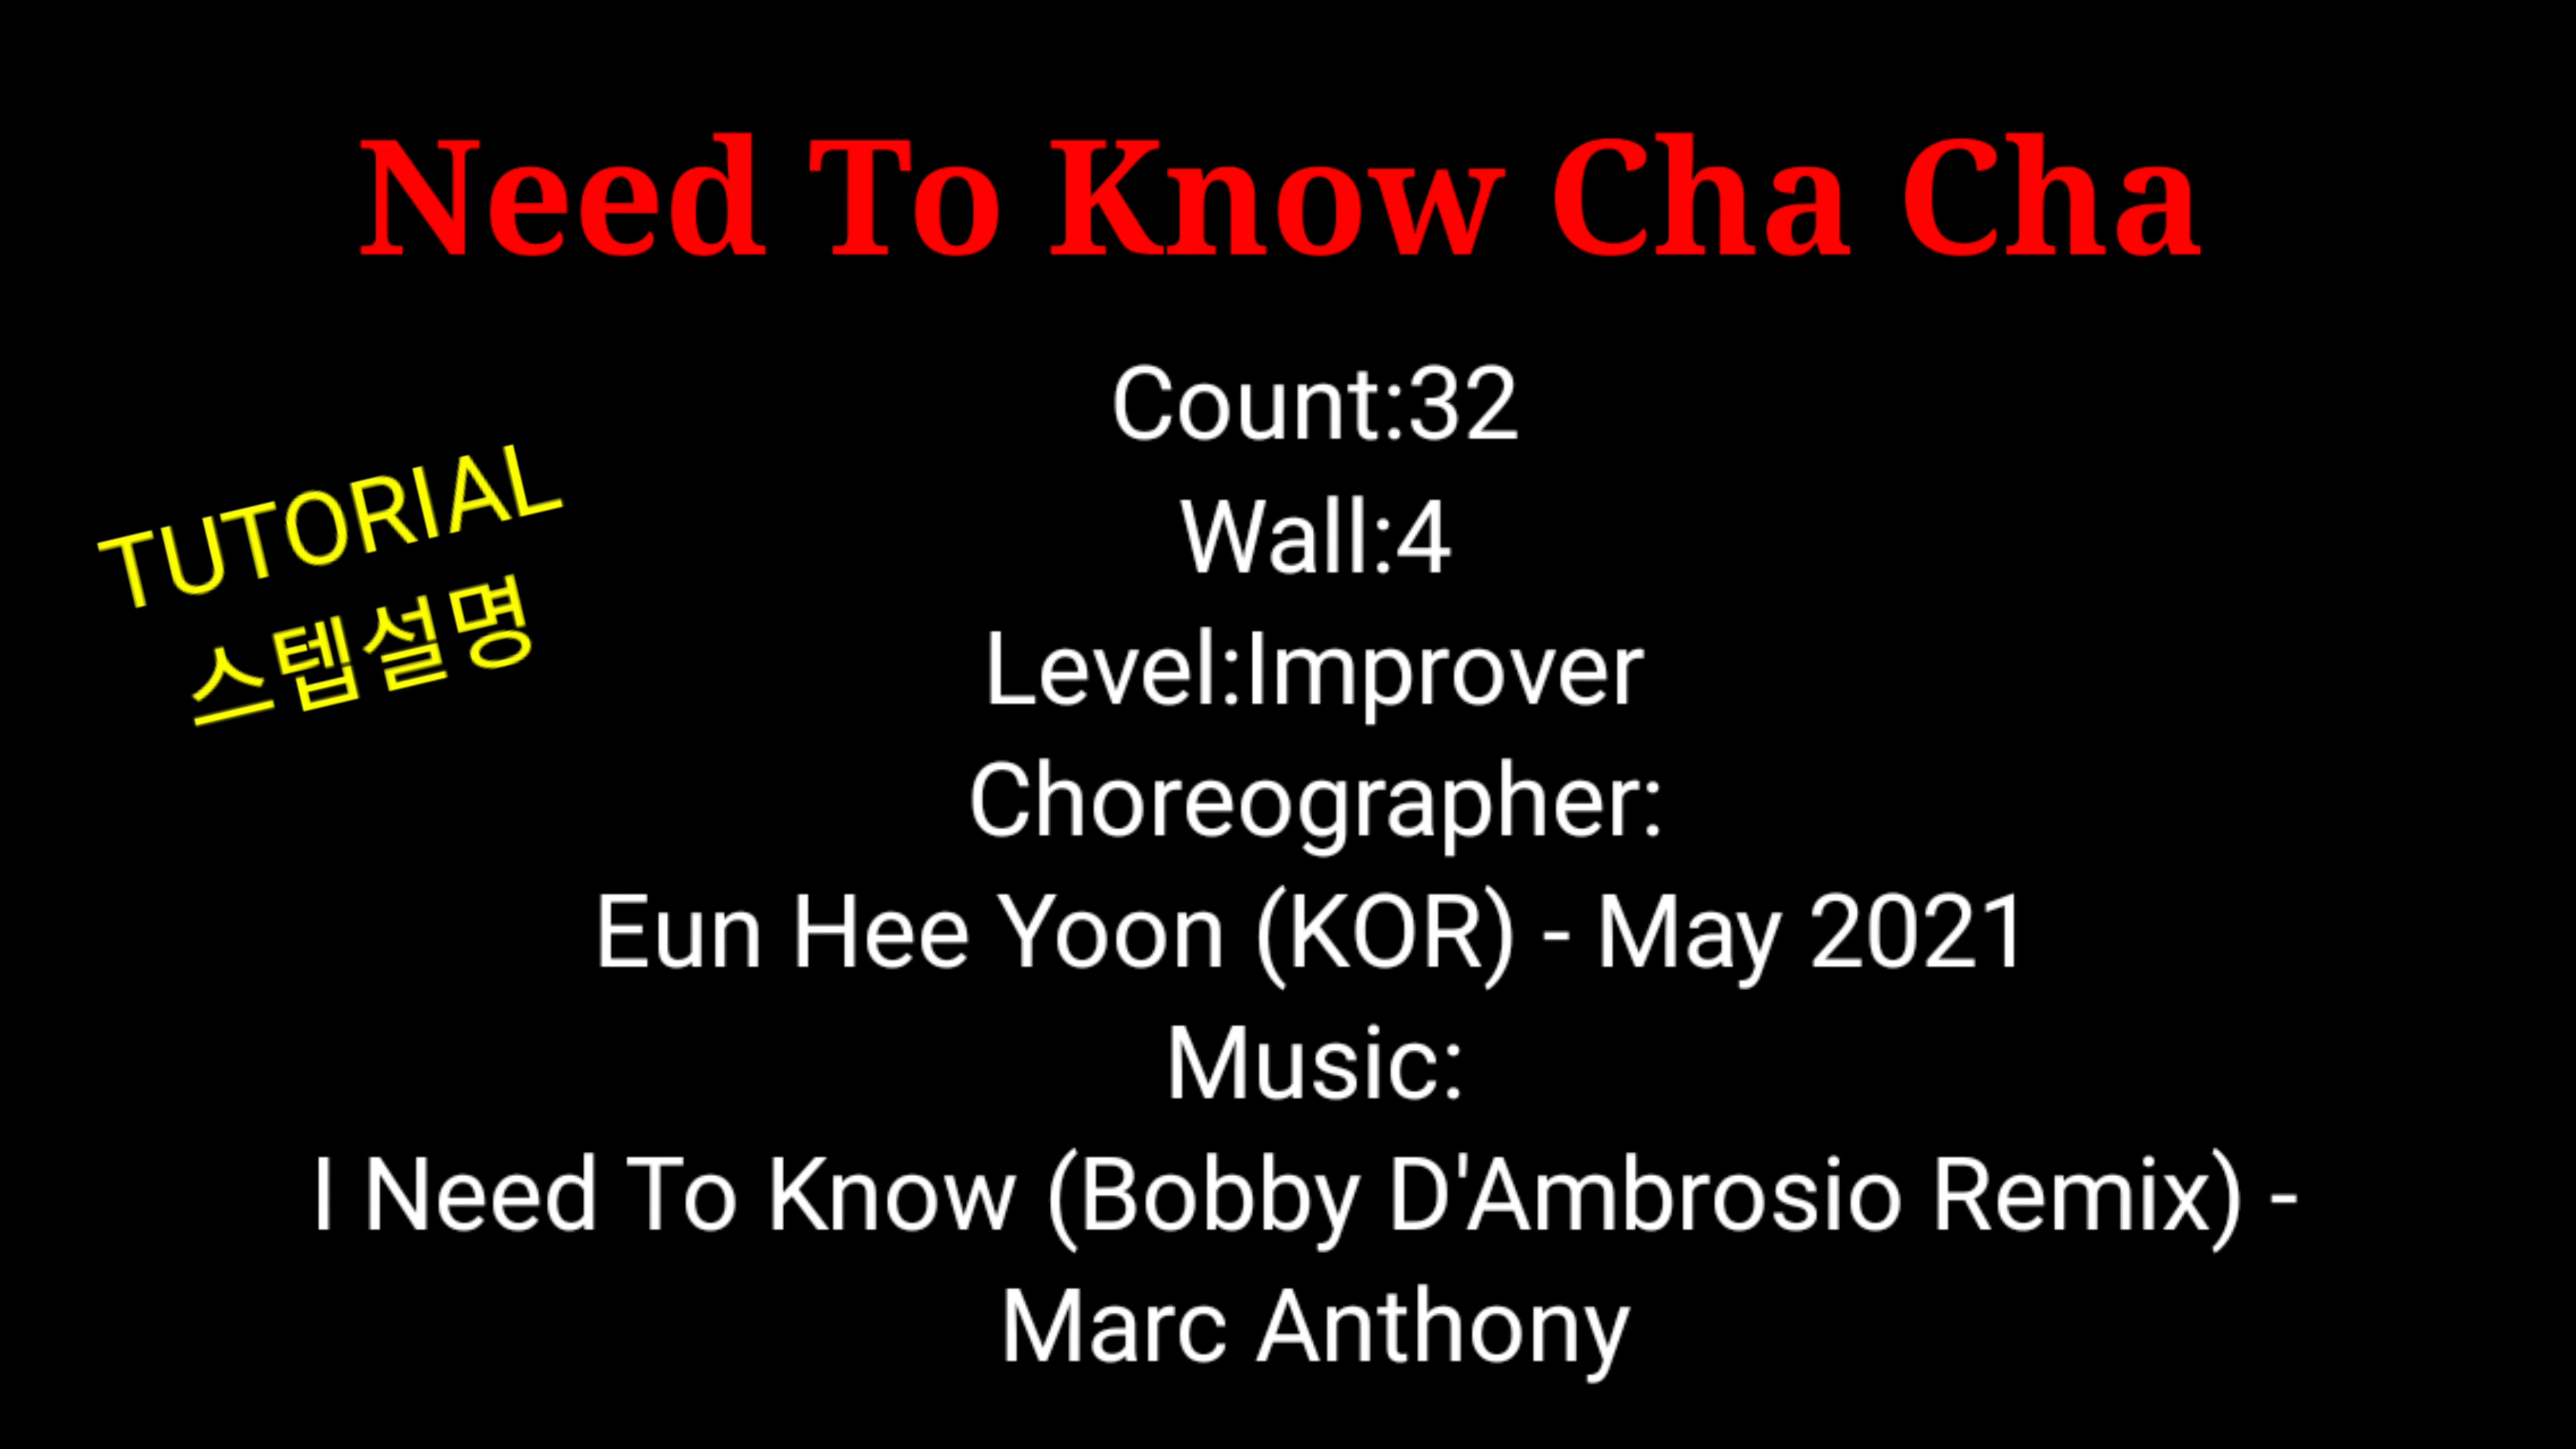 Need To Know Cha Cha
Count:32
Wall:4
TUTORIAL
스텝설명
Level:Improver
Choreographer:
Eun Hee Yoon (KOR) - May 2021
Music:
I Need To Know (Bobby D'Ambrosio Remix) -
Marc Anthony